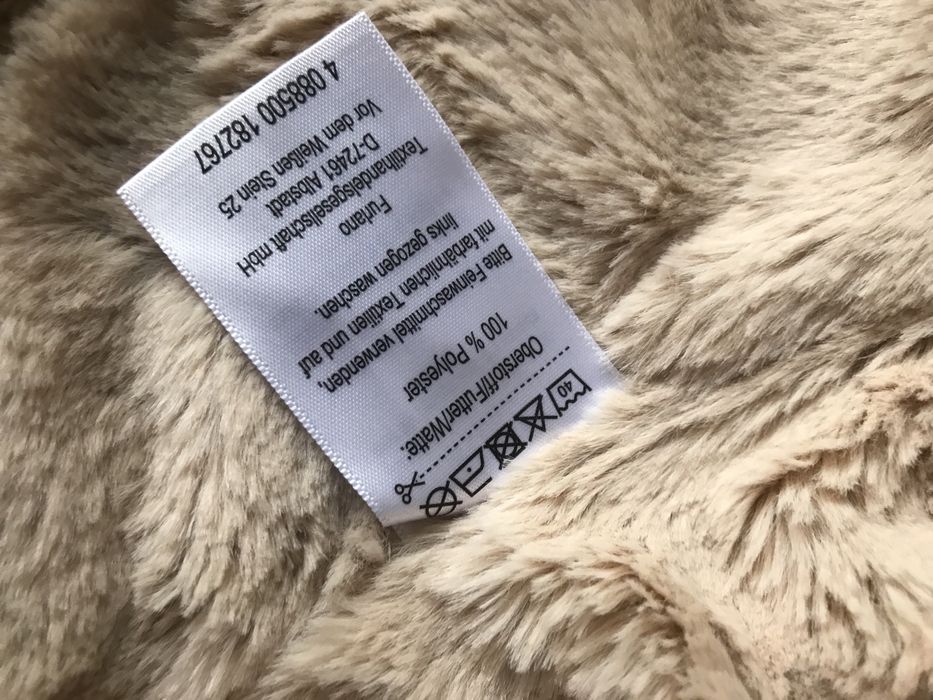 40
Oberstoff/Futter/Watte:
100 % Polyester
Bitte Feinwaschmittel verwenden,
mit farbähnlichen Textilien und auf
links gezogen waschen.
Furlano
Textilhandelsgesellschaft mbH
D-72461 Albstadt
Vor dem Weißen Stein 25
4 088500 182767